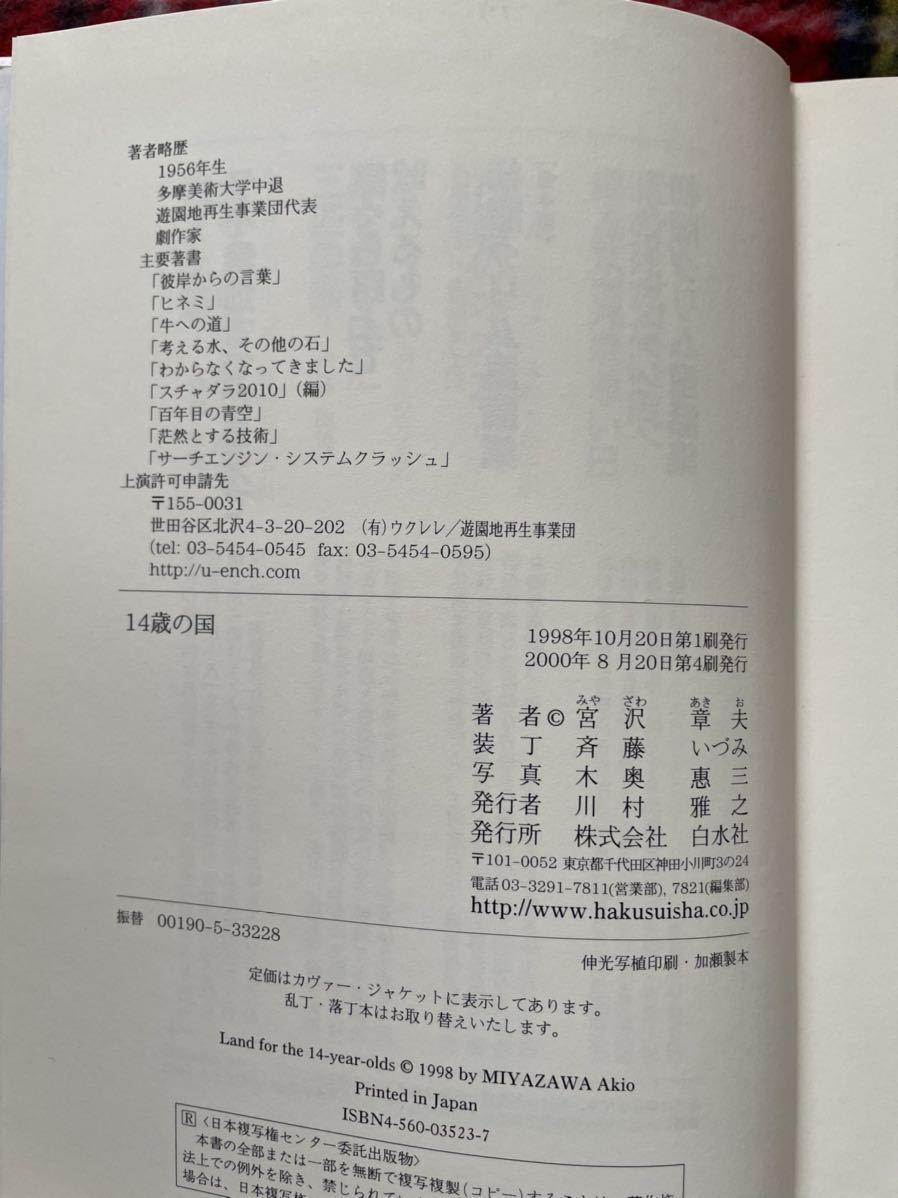 著者略歴
1956年生
多摩美術大学中退
遊園地再生事業団代表
劇作家
主要著書
「彼岸からの言葉」
「ヒネミ」
「牛への道」
「考える水、その他の石」
「わからなくなってきました」
「スチャダラ2010」(編)
「百年目の青空」
「茫然とする技術」
「サーチエンジン・システムクラッシュ」
上演許可申請先
〒155-0031
世田谷区北沢4-3-20-202 (有)ウクレレ/遊園地再生事業団
(tel: 03-5454-0545 fax: 03-5454-0595)
http://u-ench.com
14歳の国
1998年10月20日第1刷発行
2000年 8 月20日第4刷発行
みや ざわ あき お
著 者 © 宮 沢 章 夫
装 丁 斉 藤 いづみ
写 真 木 奥 惠 三
発行者 川 村 雅 之
発行所 株式会社 白水社
〒101-0052 東京都千代田区神田小川町3の24
電話 03-3291-7811(営業部), 7821(編集部)
http://www.hakusuisha.co.jp
振替 00190-5-33228
伸光写植印刷・加瀬製本
定価はカヴァー・ジャケットに表示してあります。
乱丁・落丁本はお取り替えいたします。
Land for the 14-year-olds © 1998 by MIYAZAWA Akio
Printed in Japan
ISBN4-560-03523-7
R〈日本複写権センター委託出版物〉
本書の全部または一部を無断で複写複製(コピー)することは、著作権
法上での例外を除き、禁じられてい
場合は、日本複写権